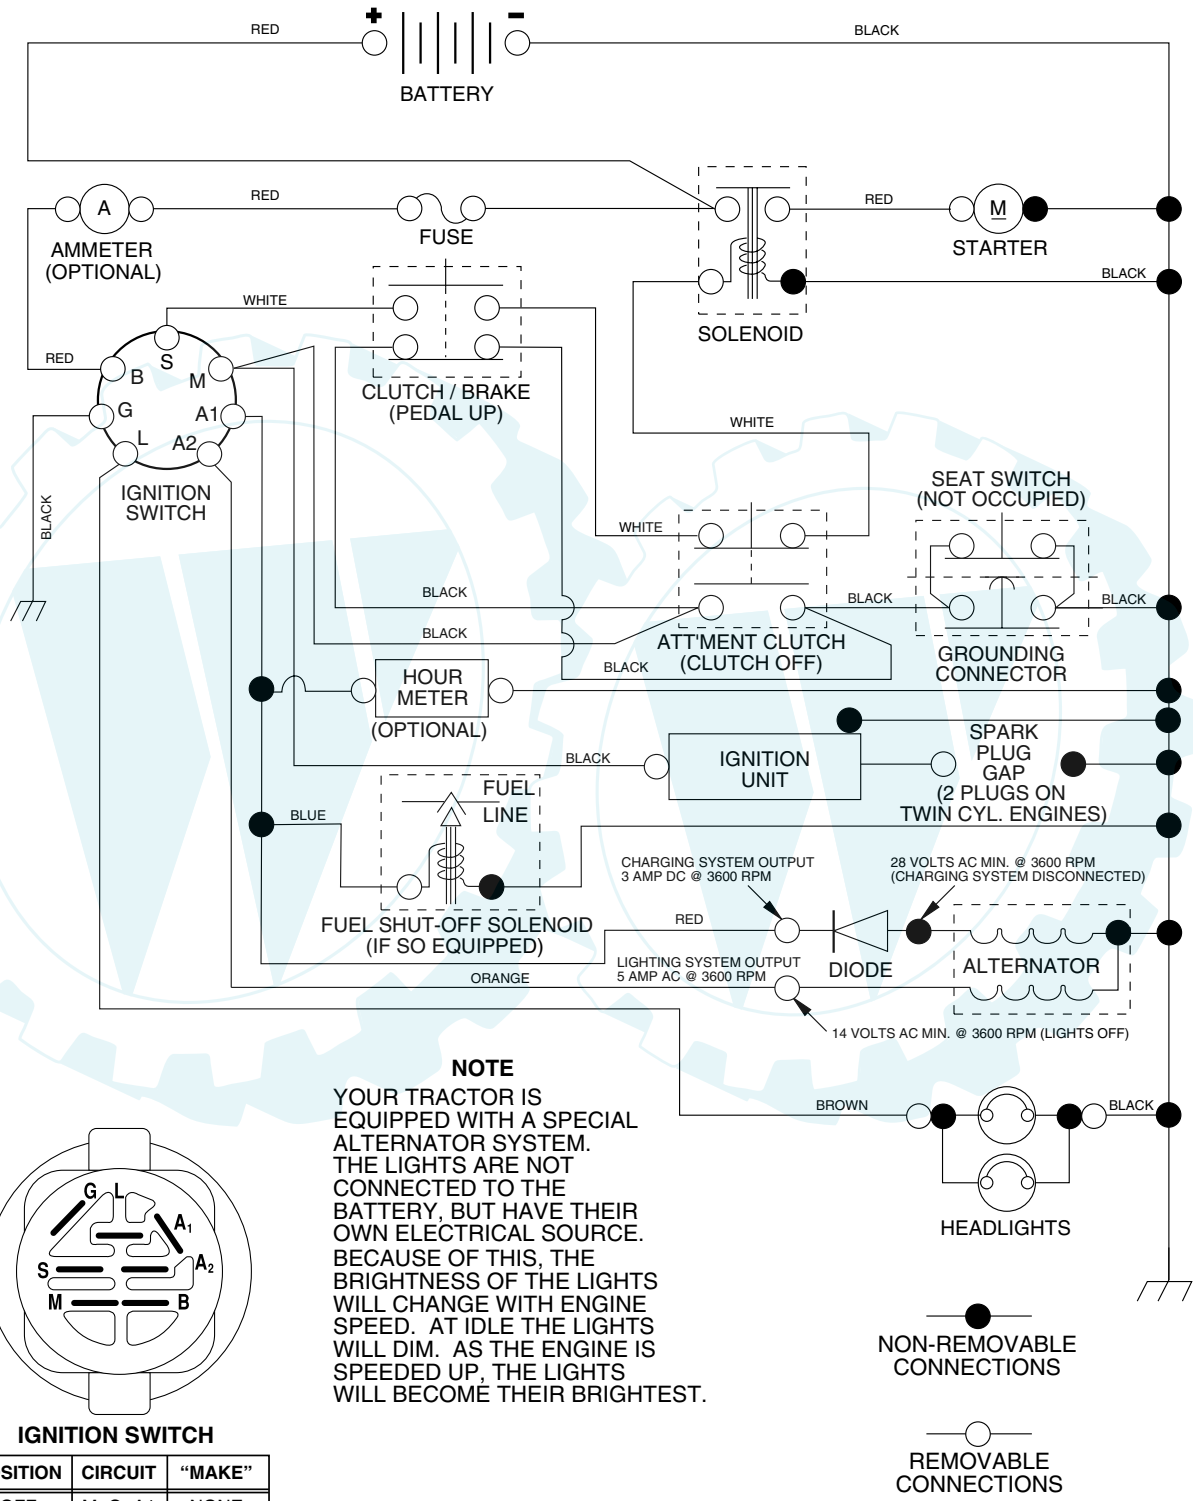 +
−
RED
BLACK
BATTERY
A
RED
RED
M
AMMETER
(OPTIONAL)
FUSE
STARTER
BLACK
WHITE
SOLENOID
RED
S
B
M
G
A1
L
A2
CLUTCH / BRAKE
(PEDAL UP)
WHITE
IGNITION
SWITCH
BLACK
SEAT SWITCH
(NOT OCCUPIED)
WHITE
BLACK
BLACK
BLACK
BLACK
ATT'MENT CLUTCH
(CLUTCH OFF)
GROUNDING
CONNECTOR
BLACK
HOUR
METER
(OPTIONAL)
BLACK
IGNITION
UNIT
SPARK
PLUG
GAP
(2 PLUGS ON
TWIN CYL. ENGINES)
FUEL
LINE
BLUE
CHARGING SYSTEM OUTPUT
3 AMP DC @ 3600 RPM
28 VOLTS AC MIN. @ 3600 RPM
(CHARGING SYSTEM DISCONNECTED)
FUEL SHUT-OFF SOLENOID
(IF SO EQUIPPED)
RED
DIODE
ALTERNATOR
LIGHTING SYSTEM OUTPUT
5 AMP AC @ 3600 RPM
ORANGE
14 VOLTS AC MIN. @ 3600 RPM (LIGHTS OFF)
NOTE
YOUR TRACTOR IS
EQUIPPED WITH A SPECIAL
ALTERNATOR SYSTEM.
THE LIGHTS ARE NOT
CONNECTED TO THE
BATTERY, BUT HAVE THEIR
OWN ELECTRICAL SOURCE.
BECAUSE OF THIS, THE
BRIGHTNESS OF THE LIGHTS
WILL CHANGE WITH ENGINE
SPEED. AT IDLE THE LIGHTS
WILL DIM. AS THE ENGINE IS
SPEEDED UP, THE LIGHTS
WILL BECOME THEIR BRIGHTEST.
BROWN
BLACK
HEADLIGHTS
G L
A1
S
A2
M
B
IGNITION SWITCH
SITION CIRCUIT “MAKE”
NON-REMOVABLE
CONNECTIONS
REMOVABLE
CONNECTIONS